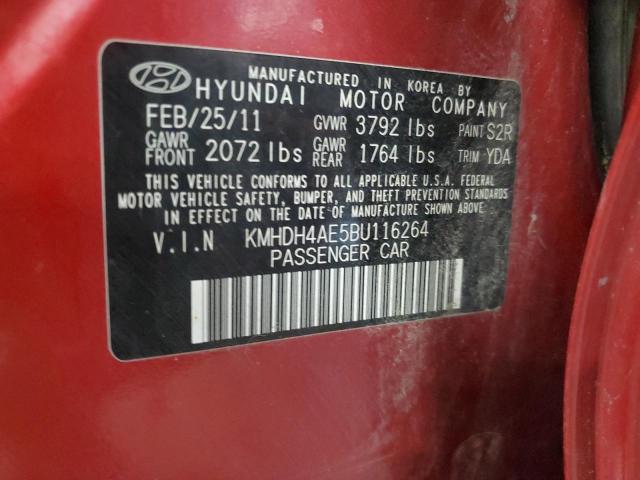 MANUFACTURED IN KOREA BY
HYUNDAI MOTOR COMPANY
FEB/25/11 GVWR 3792 lbs PAINT S2R
GAWR FRONT 2072 lbs GAWR REAR 1764 lbs TRIM YDA
THIS VEHICLE CONFORMS TO ALL APPLICABLE U.S.A. FEDERAL
MOTOR VEHICLE SAFETY, BUMPER, AND THEFT PREVENTION STANDARDS
IN EFFECT ON THE DATE OF MANUFACTURE SHOWN ABOVE.
V.I.N KMHDH4AE5BU116264
PASSENGER CAR